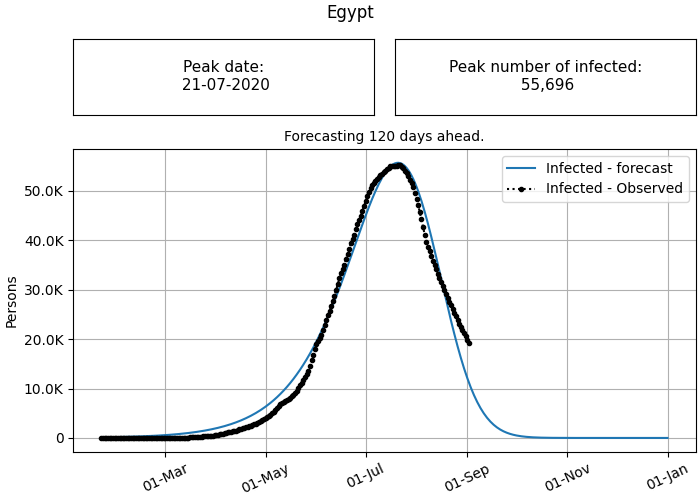 Egypt
Peak date:
21-07-2020
Peak number of infected:
55,696
Forecasting 120 days ahead.
Infected - forecast
Infected - Observed
Persons
50.0K
40.0K
30.0K
20.0K
10.0K
0
01-Mar
01-May
01-Jul
01-Sep
01-Nov
01-Jan